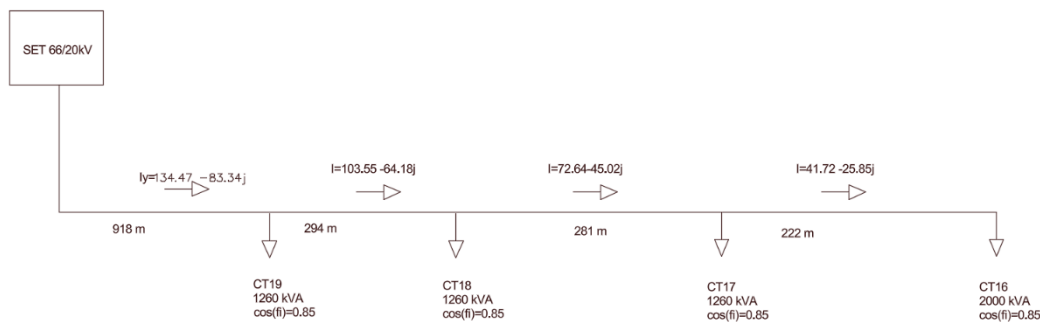 SET 66/20kV
Iy=134.47 -83.34j
I=103.55 -64.18j
I=72.64-45.02j
I=41.72 -25.85j
918 m
294 m
281 m
222 m
CT19
1260 kVA
cos(fi)=0.85
CT18
1260 kVA
cos(fi)=0.85
CT17
1260 kVA
cos(fi)=0.85
CT16
2000 kVA
cos(fi)=0.85